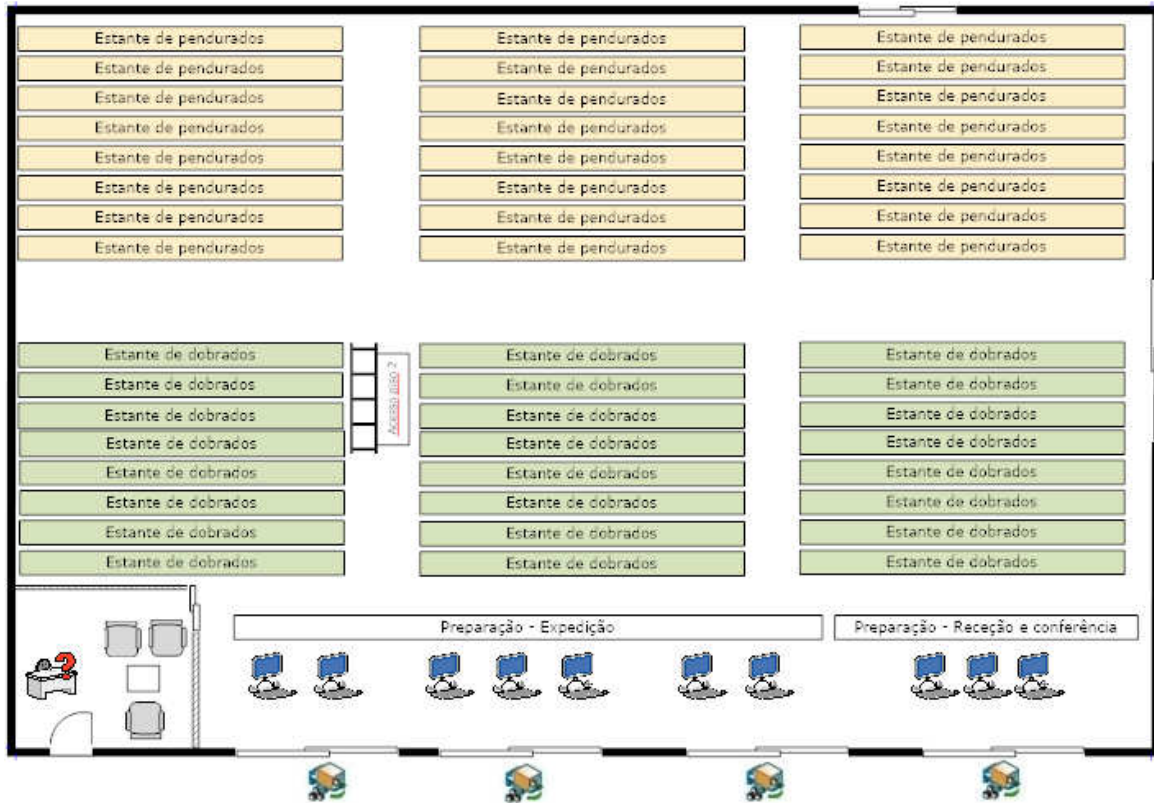 Estante de pendurados Estante de pendurados Estante de pendurados
Estante de pendurados Estante de pendurados Estante de pendurados
Estante de pendurados Estante de pendurados Estante de pendurados
Estante de pendurados Estante de pendurados Estante de pendurados
Estante de pendurados Estante de pendurados Estante de pendurados
Estante de pendurados Estante de pendurados Estante de pendurados
Estante de pendurados Estante de pendurados Estante de pendurados
Estante de pendurados Estante de pendurados Estante de pendurados
Estante de dobrados Estante de dobrados Estante de dobrados
Estante de dobrados Estante de dobrados Estante de dobrados
Estante de dobrados Estante de dobrados Estante de dobrados
Estante de dobrados Estante de dobrados Estante de dobrados
Estante de dobrados Estante de dobrados Estante de dobrados
Estante de dobrados Estante de dobrados Estante de dobrados
Estante de dobrados Estante de dobrados Estante de dobrados
Estante de dobrados Estante de dobrados Estante de dobrados
piso 2
Preparação - Expedição Preparação - Receção e conferência
?